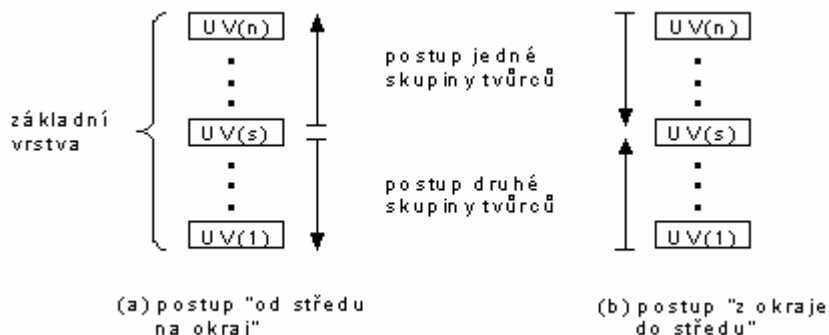 UV(n)
UV(n)
postup jedné
skupiny tvůrců
základní
vrstva
UV(s)
UV(s)
postup druhé
skupiny tvůrců
UV(1)
UV(1)
(a) postup "od středu
na okraj"
(b) postup "z okraje
do středu"